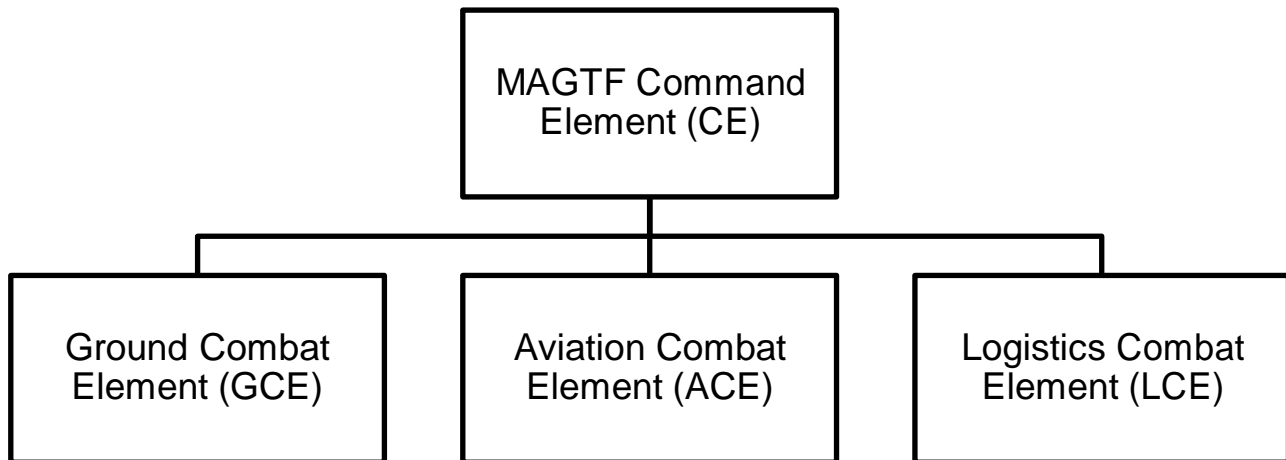 MAGTF Command
Element (CE)
Ground Combat
Element (GCE)
Aviation Combat
Element (ACE)
Logistics Combat
Element (LCE)